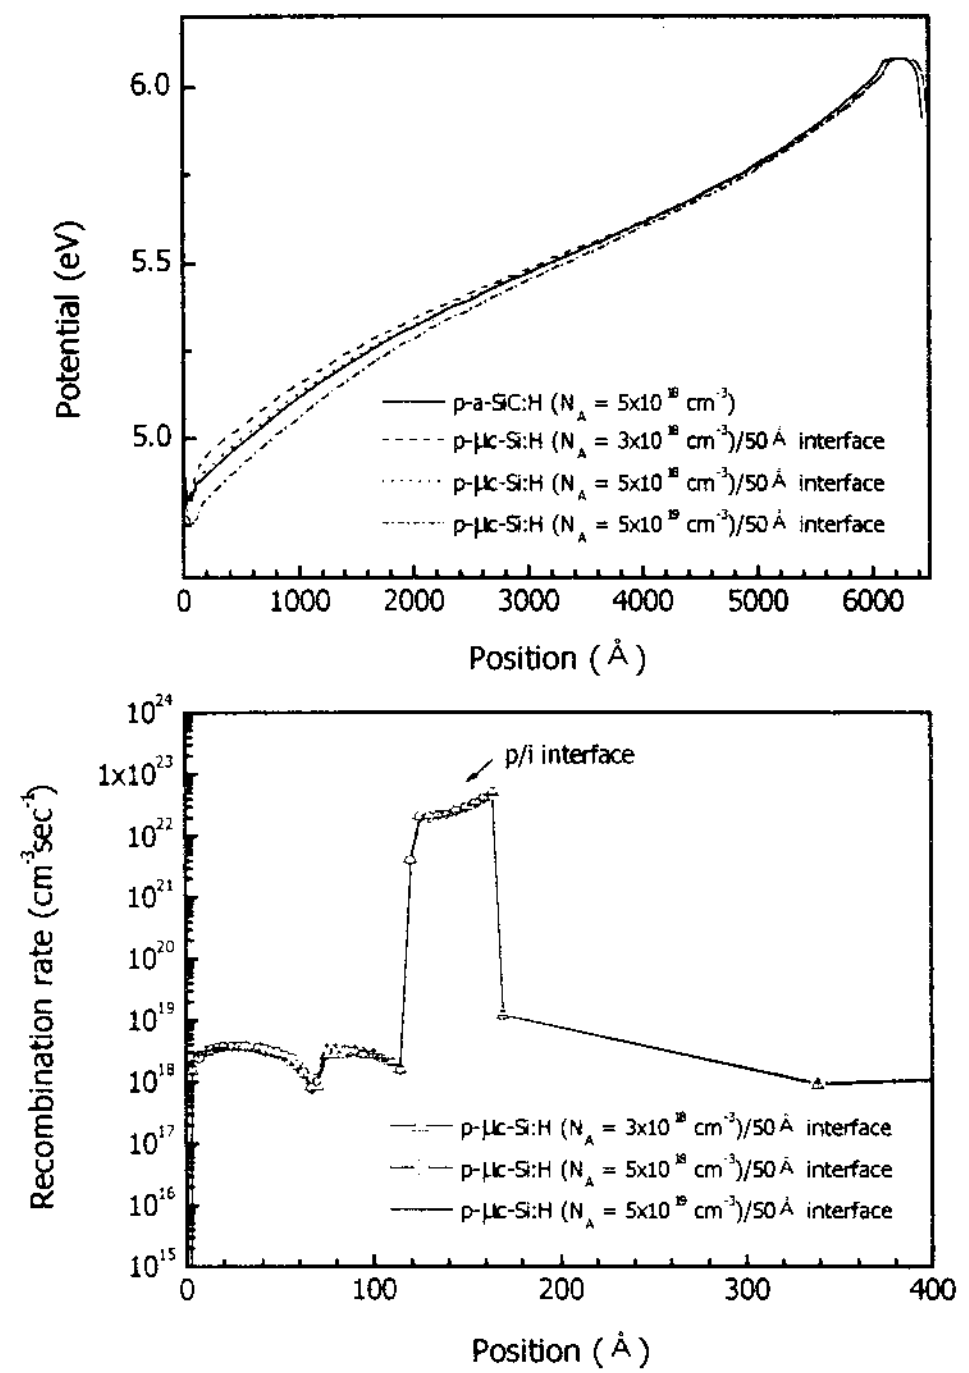 6.0
5.5
5.0
Potential (eV)
p-a-SiC:H (N_A = 5x10^18 cm^-3)
p-μc-Si:H (N_A = 3x10^18 cm^-3)/50 Å interface
p-μc-Si:H (N_A = 5x10^18 cm^-3)/50 Å interface
p-μc-Si:H (N_A = 5x10^19 cm^-3)/50 Å interface
0 1000 2000 3000 4000 5000 6000
Position (Å)
10^24
1x10^23
10^22
10^21
10^20
10^19
10^18
10^17
10^16
10^15
Recombination rate (cm^-3sec^-1)
p/i interface
p-μc-Si:H (N_A = 3x10^18 cm^-3)/50 Å interface
p-μc-Si:H (N_A = 5x10^18 cm^-3)/50 Å interface
p-μc-Si:H (N_A = 5x10^19 cm^-3)/50 Å interface
0 100 200 300 400
Position (Å)